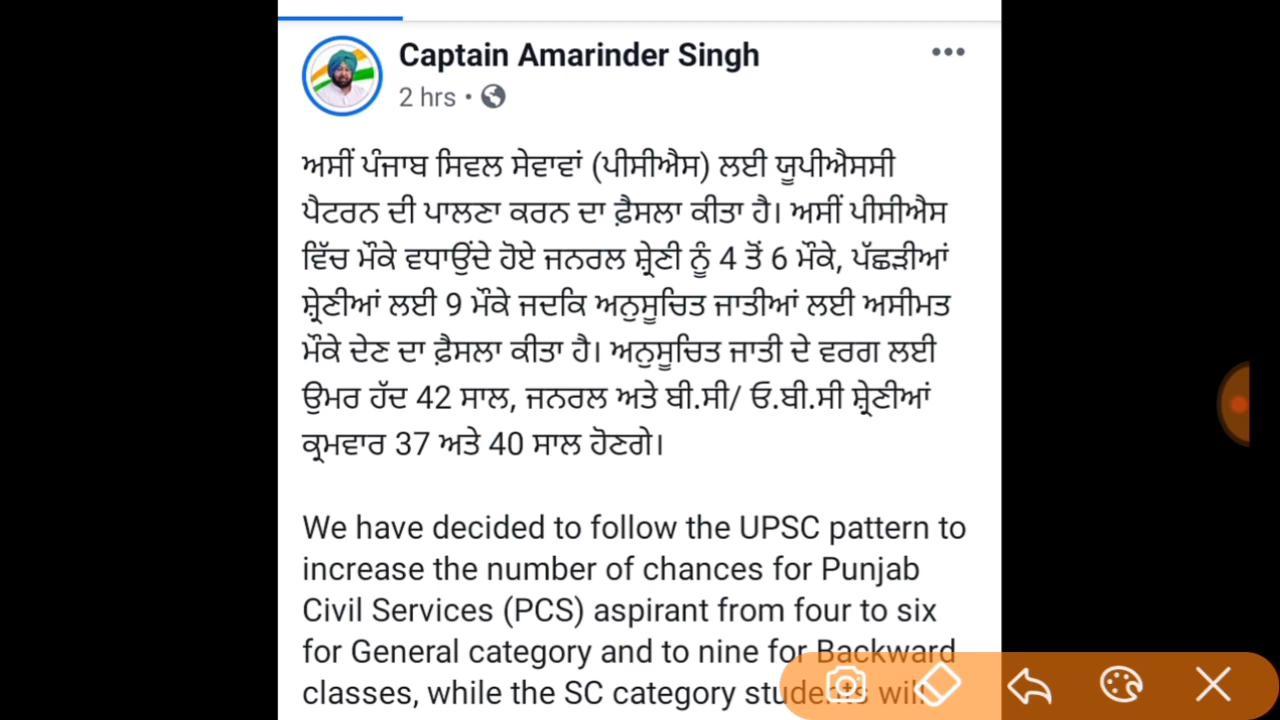 Captain Amarinder Singh
2 hrs •
ਅਸੀਂ ਪੰਜਾਬ ਸਿਵਲ ਸੇਵਾਵਾਂ (ਪੀਸੀਐਸ) ਲਈ ਯੂਪੀਐਸਸੀ
ਪੈਟਰਨ ਦੀ ਪਾਲਣਾ ਕਰਨ ਦਾ ਫ਼ੈਸਲਾ ਕੀਤਾ ਹੈ। ਅਸੀਂ ਪੀਸੀਐਸ
ਵਿੱਚ ਮੌਕੇ ਵਧਾਉਂਦੇ ਹੋਏ ਜਨਰਲ ਸ਼੍ਰੇਣੀ ਨੂੰ 4 ਤੋਂ 6 ਮੌਕੇ, ਪੱਛੜੀਆਂ
ਸ਼੍ਰੇਣੀਆਂ ਲਈ 9 ਮੌਕੇ ਜਦਕਿ ਅਨੁਸੂਚਿਤ ਜਾਤੀਆਂ ਲਈ ਅਸੀਮਤ
ਮੌਕੇ ਦੇਣ ਦਾ ਫ਼ੈਸਲਾ ਕੀਤਾ ਹੈ। ਅਨੁਸੂਚਿਤ ਜਾਤੀ ਦੇ ਵਰਗ ਲਈ
ਉਮਰ ਹੱਦ 42 ਸਾਲ, ਜਨਰਲ ਅਤੇ ਬੀ.ਸੀ/ ਓ.ਬੀ.ਸੀ ਸ਼੍ਰੇਣੀਆਂ
ਕ੍ਰਮਵਾਰ 37 ਅਤੇ 40 ਸਾਲ ਹੋਣਗੇ।
We have decided to follow the UPSC pattern to
increase the number of chances for Punjab
Civil Services (PCS) aspirant from four to six
for General category and to nine for Backward
classes, while the SC category students will